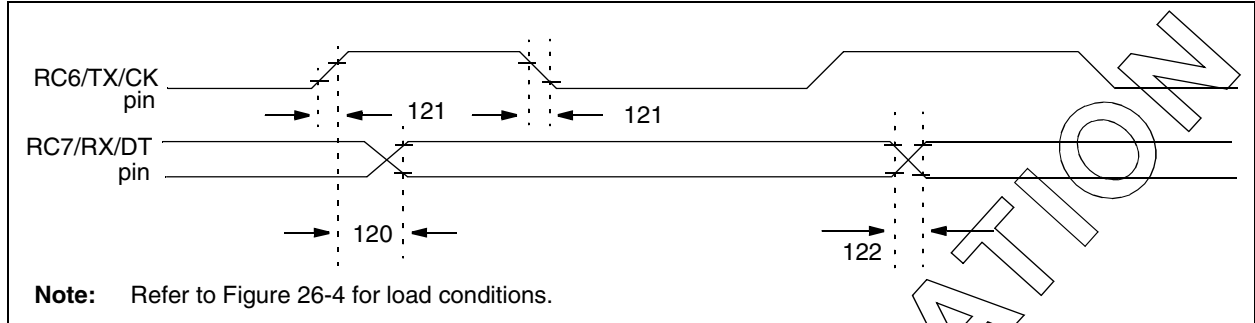 RC6/TX/CK
pin
121
121
RC7/RX/DT
pin
120
122
Note: Refer to Figure 26-4 for load conditions.
ATION